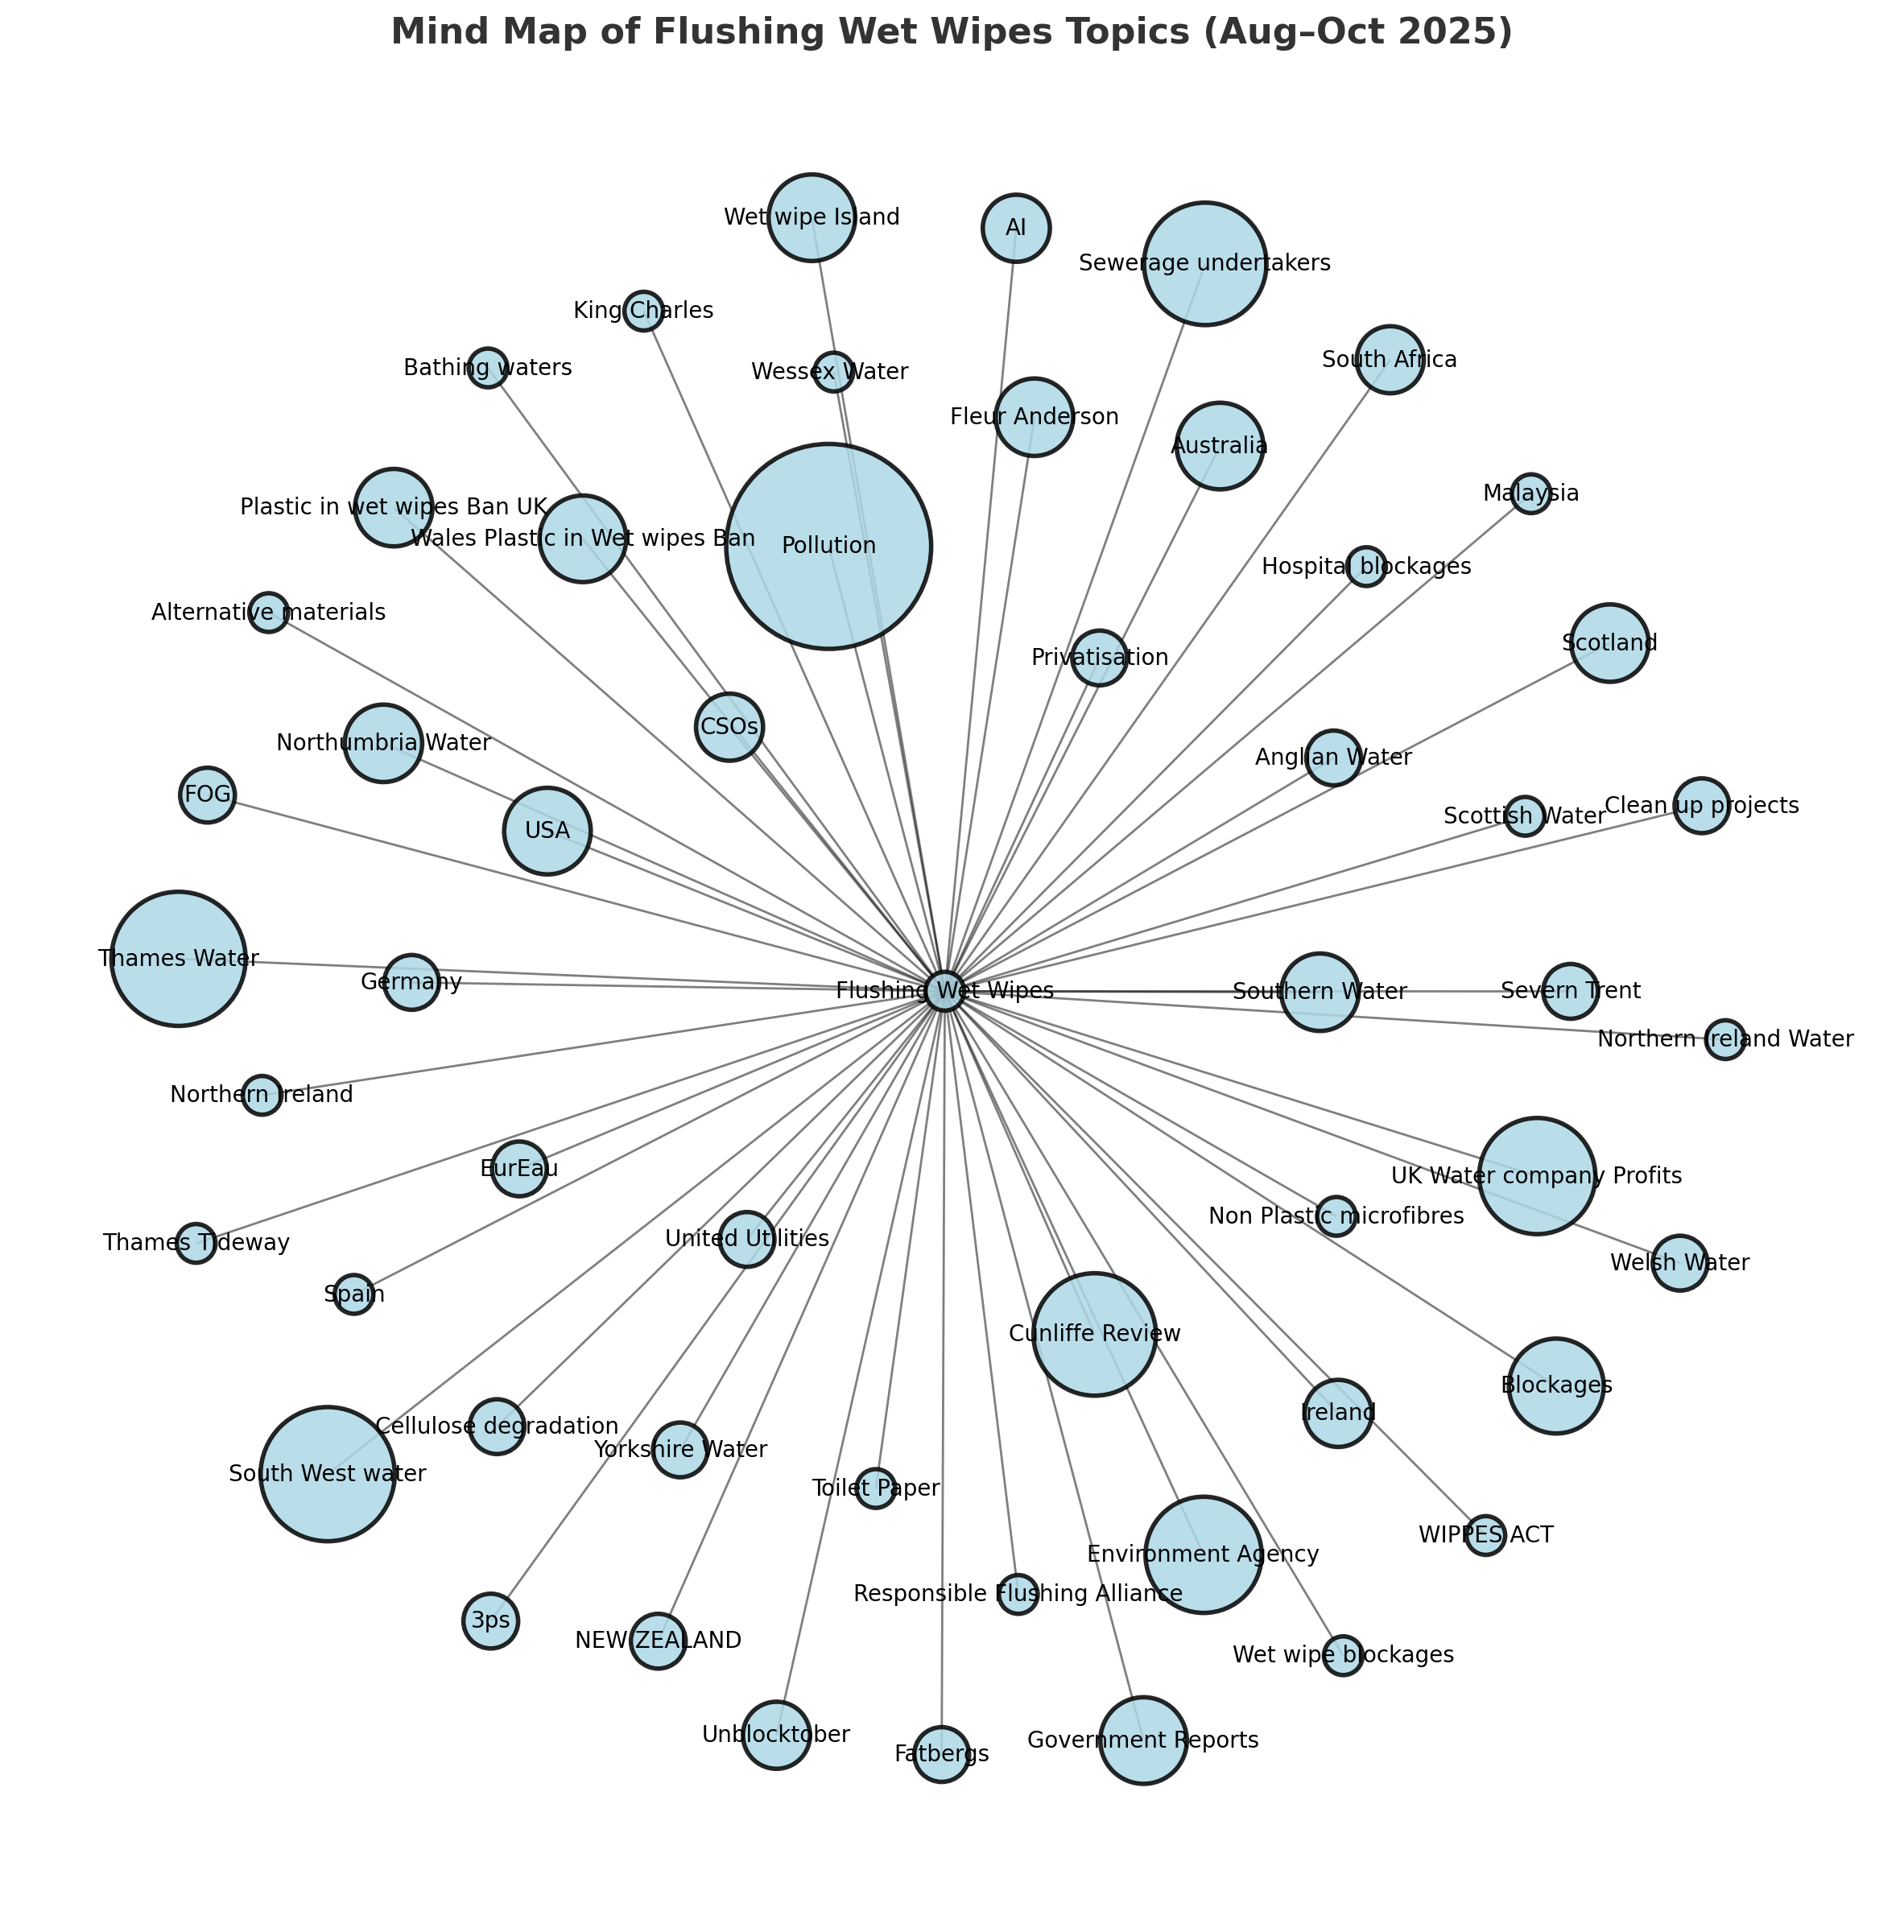 Mind Map of Flushing Wet Wipes Topics (Aug–Oct 2025)
Wet wipe Island
AI
Sewerage undertakers
King Charles
Bathing waters
Wessex Water
South Africa
Fleur Anderson
Australia
Malaysia
Plastic in wet wipes Ban UK
Wales Plastic in Wet wipes Ban
Pollution
Hospital blockages
Alternative materials
Privatisation
Scotland
CSOs
Northumbria Water
Anglian Water
FOG
Clean up projects
Scottish Water
USA
Thames Water
Germany
Flushing Wet Wipes
Southern Water
Severn Trent
Northern Ireland Water
Northern Ireland
EurEau
UK Water company Profits
Non Plastic microfibres
Thames Tideway
United Utilities
Welsh Water
Spain
Cunliffe Review
Blockages
Ireland
Cellulose degradation
Yorkshire Water
South West water
Toilet Paper
WIPPES ACT
Environment Agency
Responsible Flushing Alliance
3ps
NEW ZEALAND
Wet wipe blockages
Unblocktober
Government Reports
Fatbergs